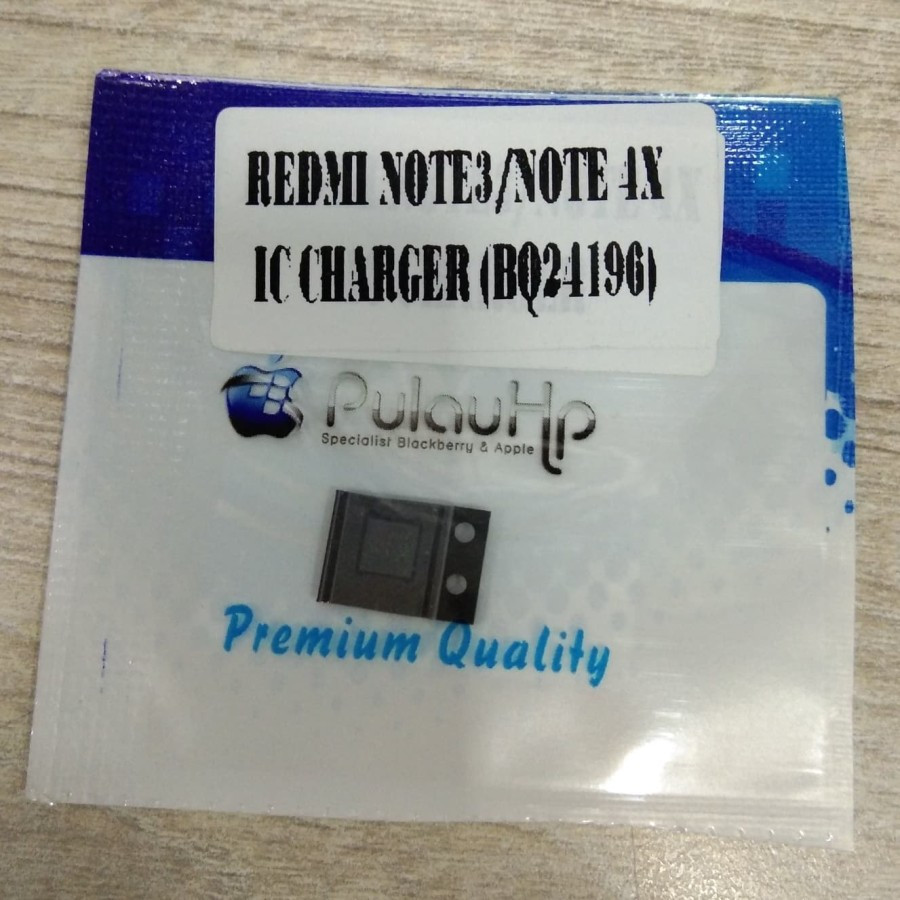 REDMI NOTE3/NOTE 4X
IC CHARGER (BQ24196)
PulauHp
Specialist Blackberry & Apple
Premium Quality